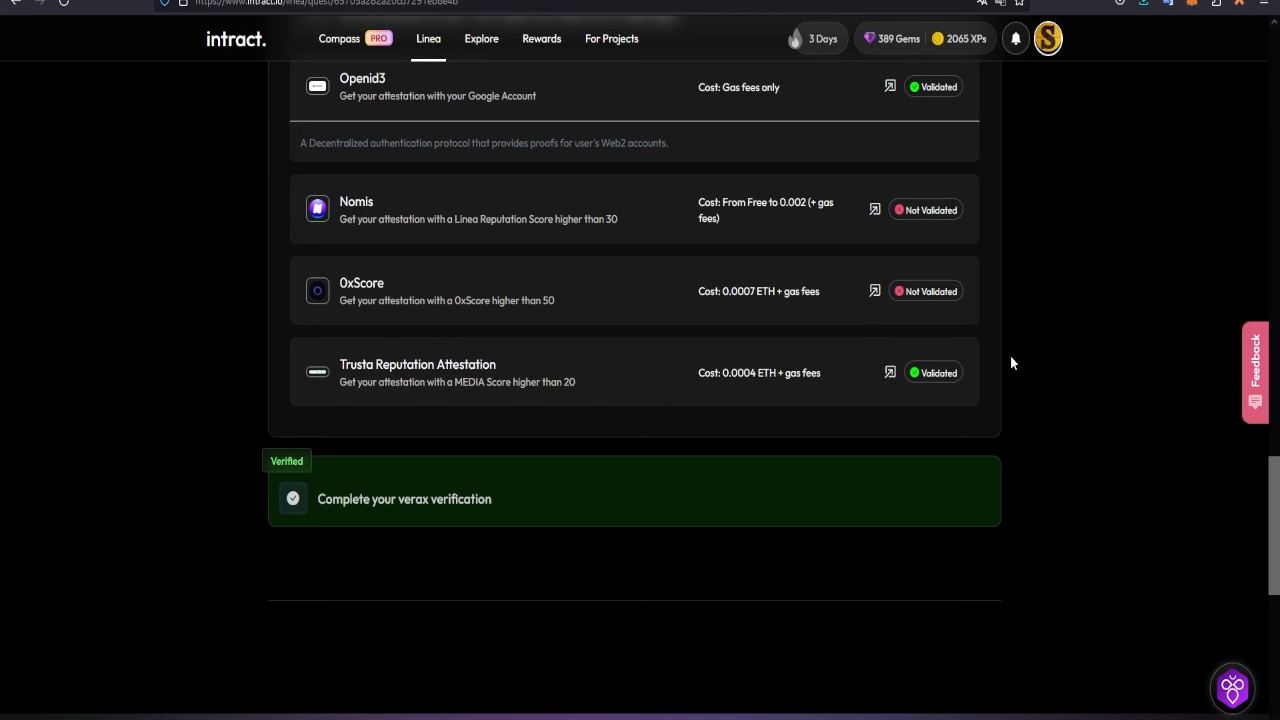 intract.
Compass PRO Linea Explore Rewards For Projects 3 Days 389 Gems 2065 XPs
Openid3
Get your attestation with your Google Account
Cost: Gas fees only
Validated
A Decentralized authentication protocol that provides proofs for user's Web2 accounts.
Nomis
Get your attestation with a Linea Reputation Score higher than 30
Cost: From Free to 0.002 (+ gas
fees)
Not Validated
0xScore
Get your attestation with a 0xScore higher than 50
Cost: 0.0007 ETH + gas fees
Not Validated
Trusta Reputation Attestation
Get your attestation with a MEDIA Score higher than 20
Cost: 0.0004 ETH + gas fees
Validated
Feedback
Verified
Complete your verax verification